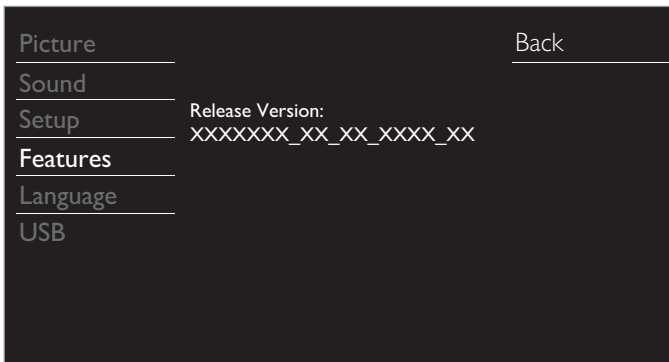 Picture
Back
Sound
Setup
Release Version:
XXXXXXX_XX_XX_XXXX_XX
Features
Language
USB